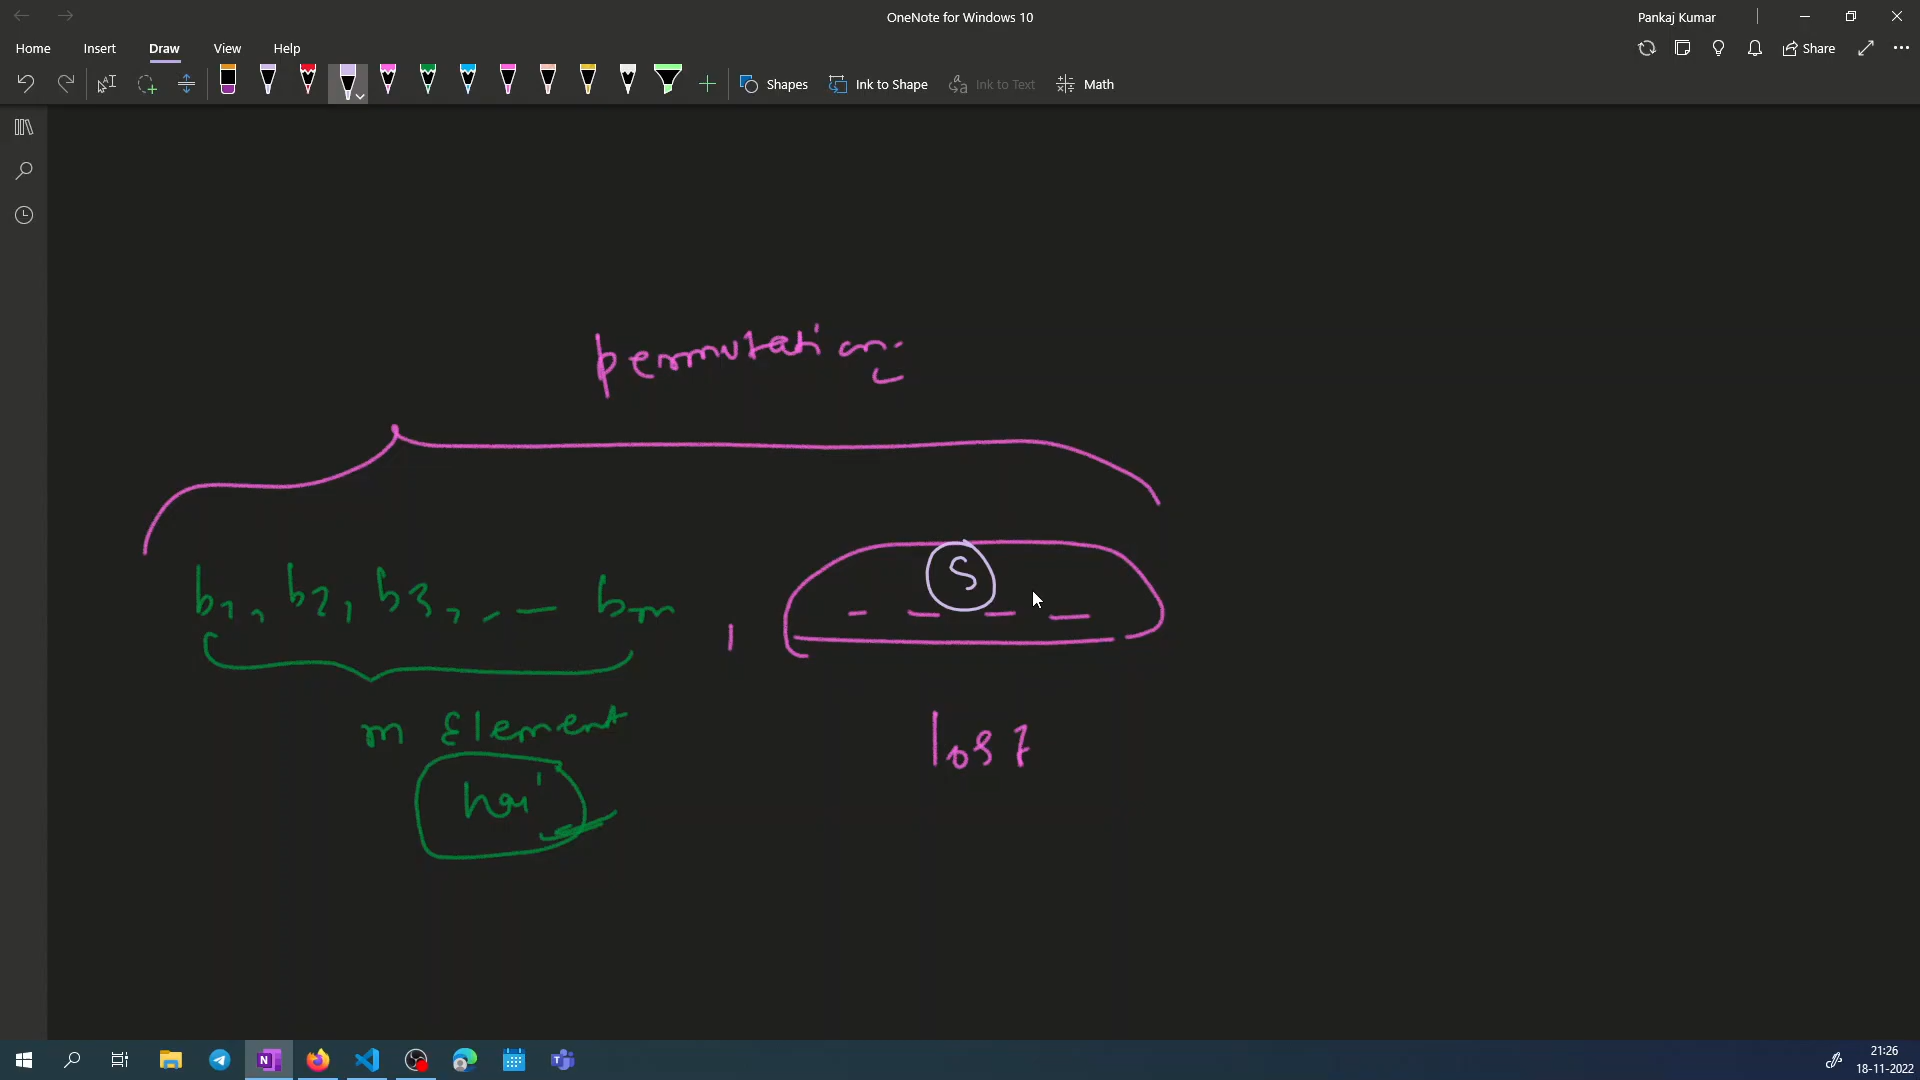 OneNote for Windows 10
Pankaj Kumar
Home Insert Draw View Help
Share
Shapes Ink to Shape Ink to Text Math
permutation.
b1, b2, b3, . — bm
S
m Element
lost
hai
21:26
18-11-2022